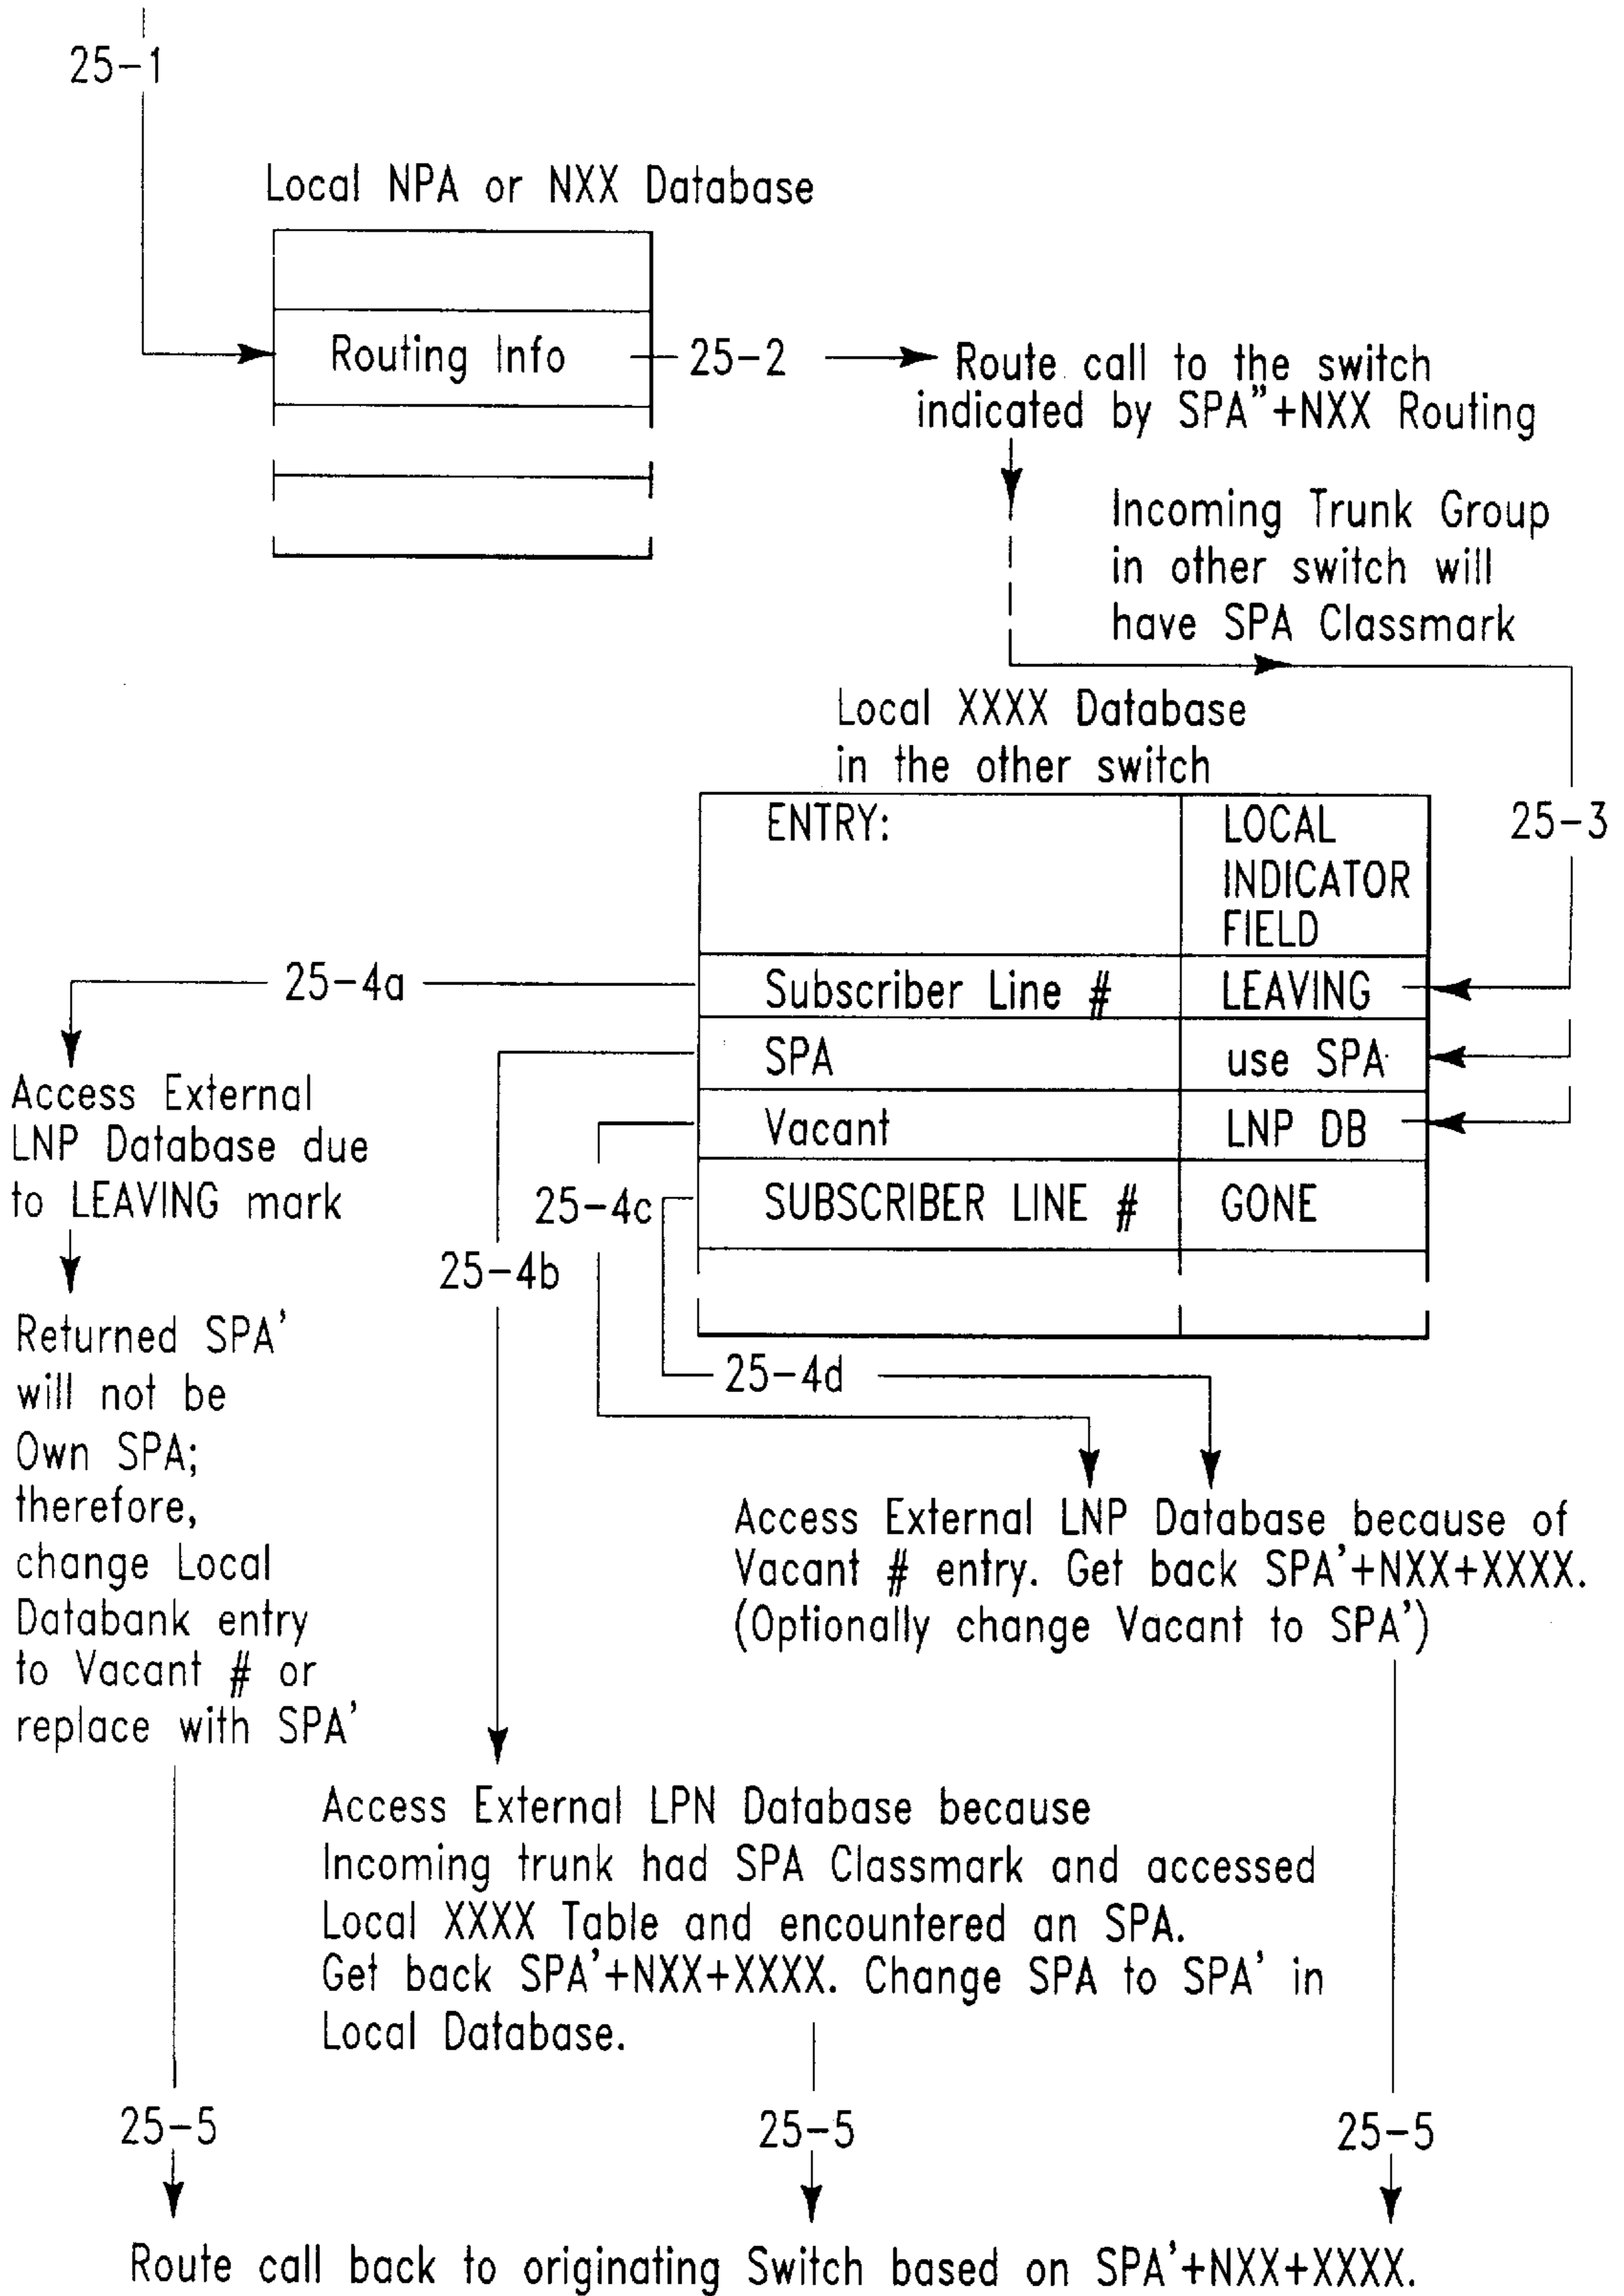 25-1
Local NPA or NXX Database
Routing Info
25-2
Route call to the switch
indicated by SPA"+NXX Routing
Incoming Trunk Group
in other switch will
have SPA Classmark
Local XXXX Database
in the other switch
25-3
ENTRY:
LOCAL
INDICATOR
FIELD
Subscriber Line #
LEAVING
SPA
use SPA
Vacant
LNP DB
SUBSCRIBER LINE #
GONE
25-4a
Access External
LNP Database due
to LEAVING mark
Returned SPA'
will not be
Own SPA;
therefore,
change Local
Databank entry
to Vacant # or
replace with SPA'
25-4b
25-4c
25-4d
Access External LNP Database because of
Vacant # entry. Get back SPA'+NXX+XXXX.
(Optionally change Vacant to SPA')
Access External LPN Database because
Incoming trunk had SPA Classmark and accessed
Local XXXX Table and encountered an SPA.
Get back SPA'+NXX+XXXX. Change SPA to SPA' in
Local Database.
25-5
25-5
25-5
Route call back to originating Switch based on SPA'+NXX+XXXX.